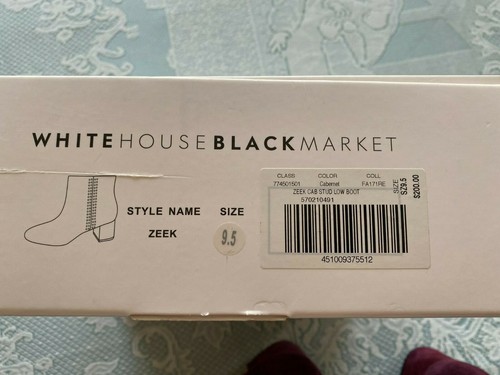 WHITEHOUSEBLACKMARKET
STYLE NAME SIZE
ZEEK 9.5
CLASS COLOR COLL
774501501 Cabernet FA171RE
ZEEK CAB STUD LOW BOOT
570210491
451009375512
SIZE
SZ9.5
$200.00